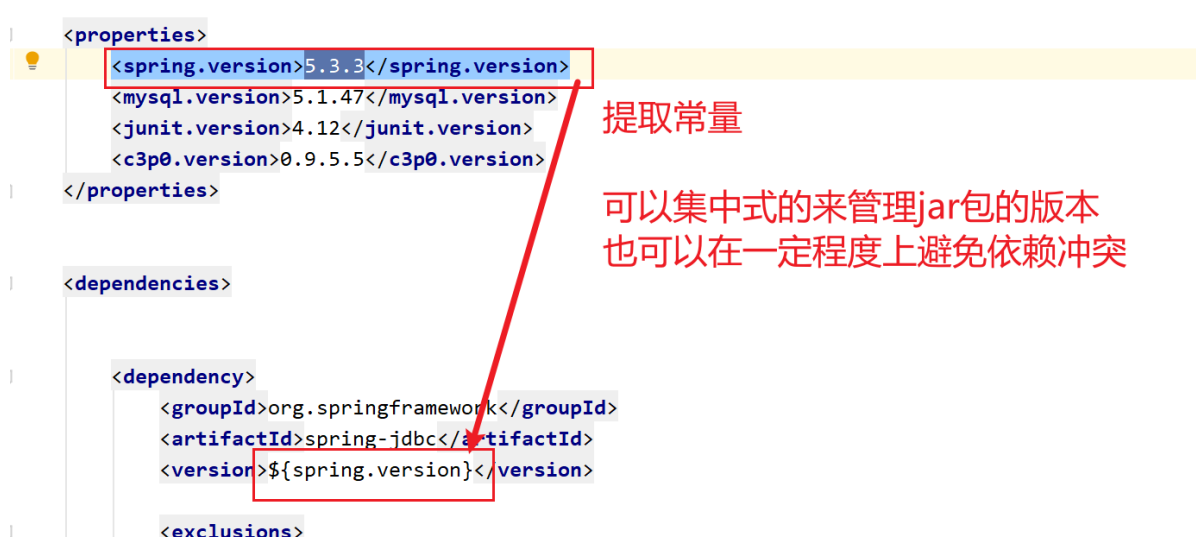 <properties>
<spring.version>5.3.3</spring.version>
<mysql.version>5.1.47</mysql.version>
<junit.version>4.12</junit.version>
<c3p0.version>0.9.5.5</c3p0.version>
</properties>
提取常量
可以集中式的来管理jar包的版本
也可以在一定程度上避免依赖冲突
<dependencies>
<dependency>
<groupId>org.springframework</groupId>
<artifactId>spring-jdbc</artifactId>
<version>${spring.version}</version>
<exclusions>